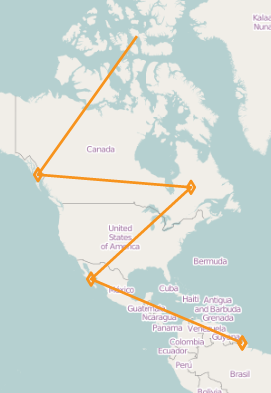 Kalaa
Nuna
Canada
United
States
of America
Bermuda
México
Cuba
Haiti
Antigua
and Barbuda
Guatemala
Grenada
Nicaragua
Panama
Venezuela
Guyana
Colombia
Ecuador
Perú
Brasil
Bolivia